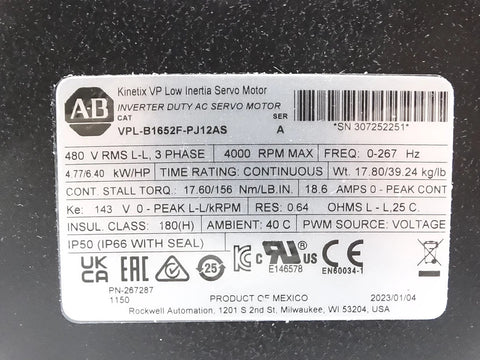 A-B
Kinetix VP Low Inertia Servo Motor
INVERTER DUTY AC SERVO MOTOR
CAT SER
VPL-B1652F-PJ12AS A
*SN 307252251*
480 V RMS L-L, 3 PHASE 4000 RPM MAX FREQ: 0-267 Hz
4.77/6.40 kW/HP TIME RATING: CONTINUOUS Wt. 17.80/39.24 kg/lb
CONT. STALL TORQ. 17.60/156 Nm/LB.IN. 18.6 AMPS 0 - PEAK
Ke: 143 V 0 - PEAK L-L/kRPM RES: 0.64 OHMS L - L,25 C.
INSUL. CLASS: 180(H) AMBIENT: 40 C PWM SOURCE: VOLTAGE
IP50 (IP66 WITH SEAL)
UK CA EAC 25 c RU US CE
E146578 EN60034-1
PN-267287
1150 PRODUCT OF MEXICO 2023/01/04
Rockwell Automation, 1201 S 2nd St, Milwaukee, WI 53204, USA